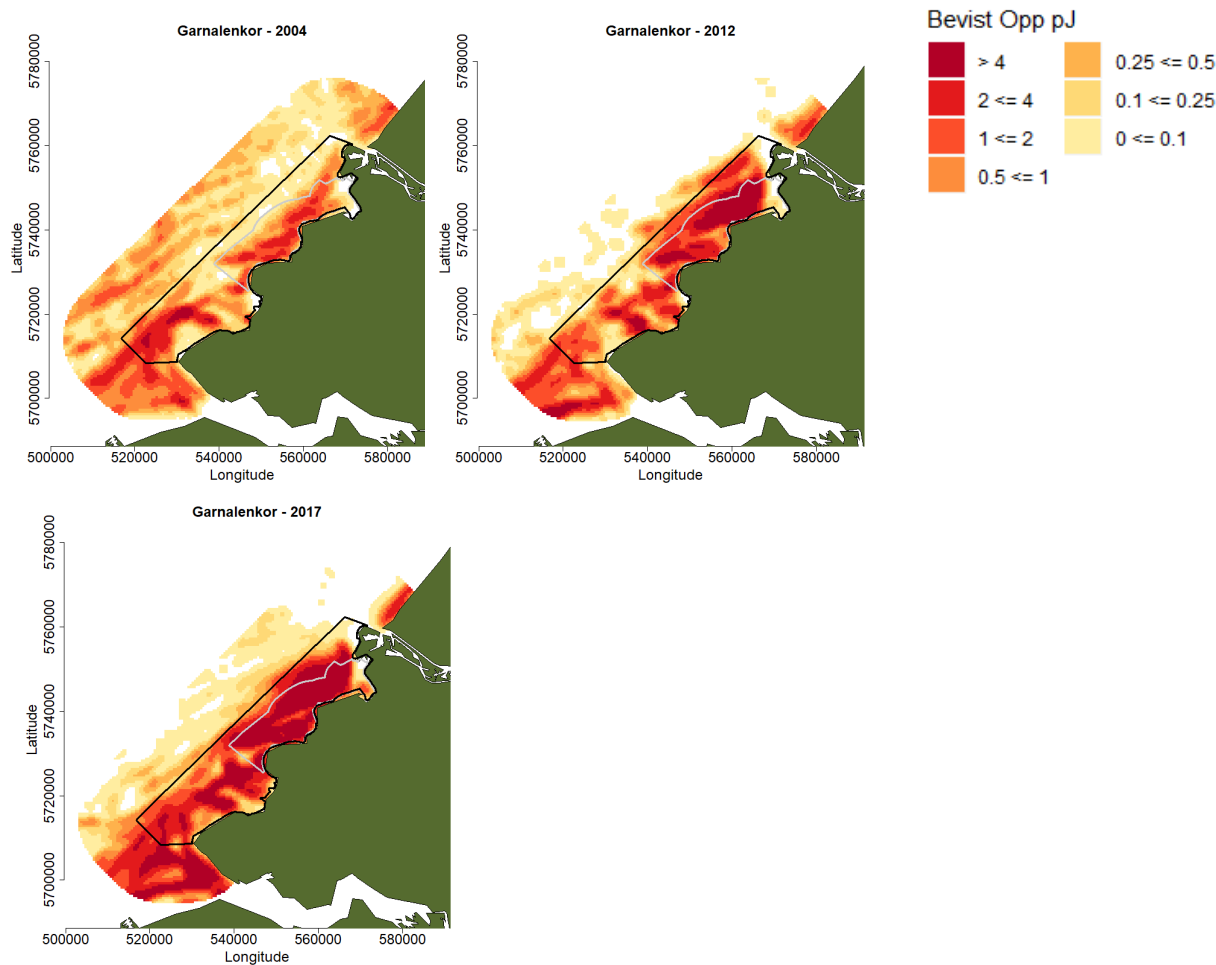 Garnalenkor - 2004
5780000
5760000
5740000
5720000
5700000
Latitude
500000 520000 540000 560000 580000
Longitude
Garnalenkor - 2012
5780000
5760000
5740000
5720000
5700000
Latitude
500000 520000 540000 560000 580000
Longitude
Bevist Opp pJ
> 4 0.25 <= 0.5
2 <= 4 0.1 <= 0.25
1 <= 2 0 <= 0.1
0.5 <= 1
Garnalenkor - 2017
5780000
5760000
5740000
5720000
5700000
Latitude
500000 520000 540000 560000 580000
Longitude